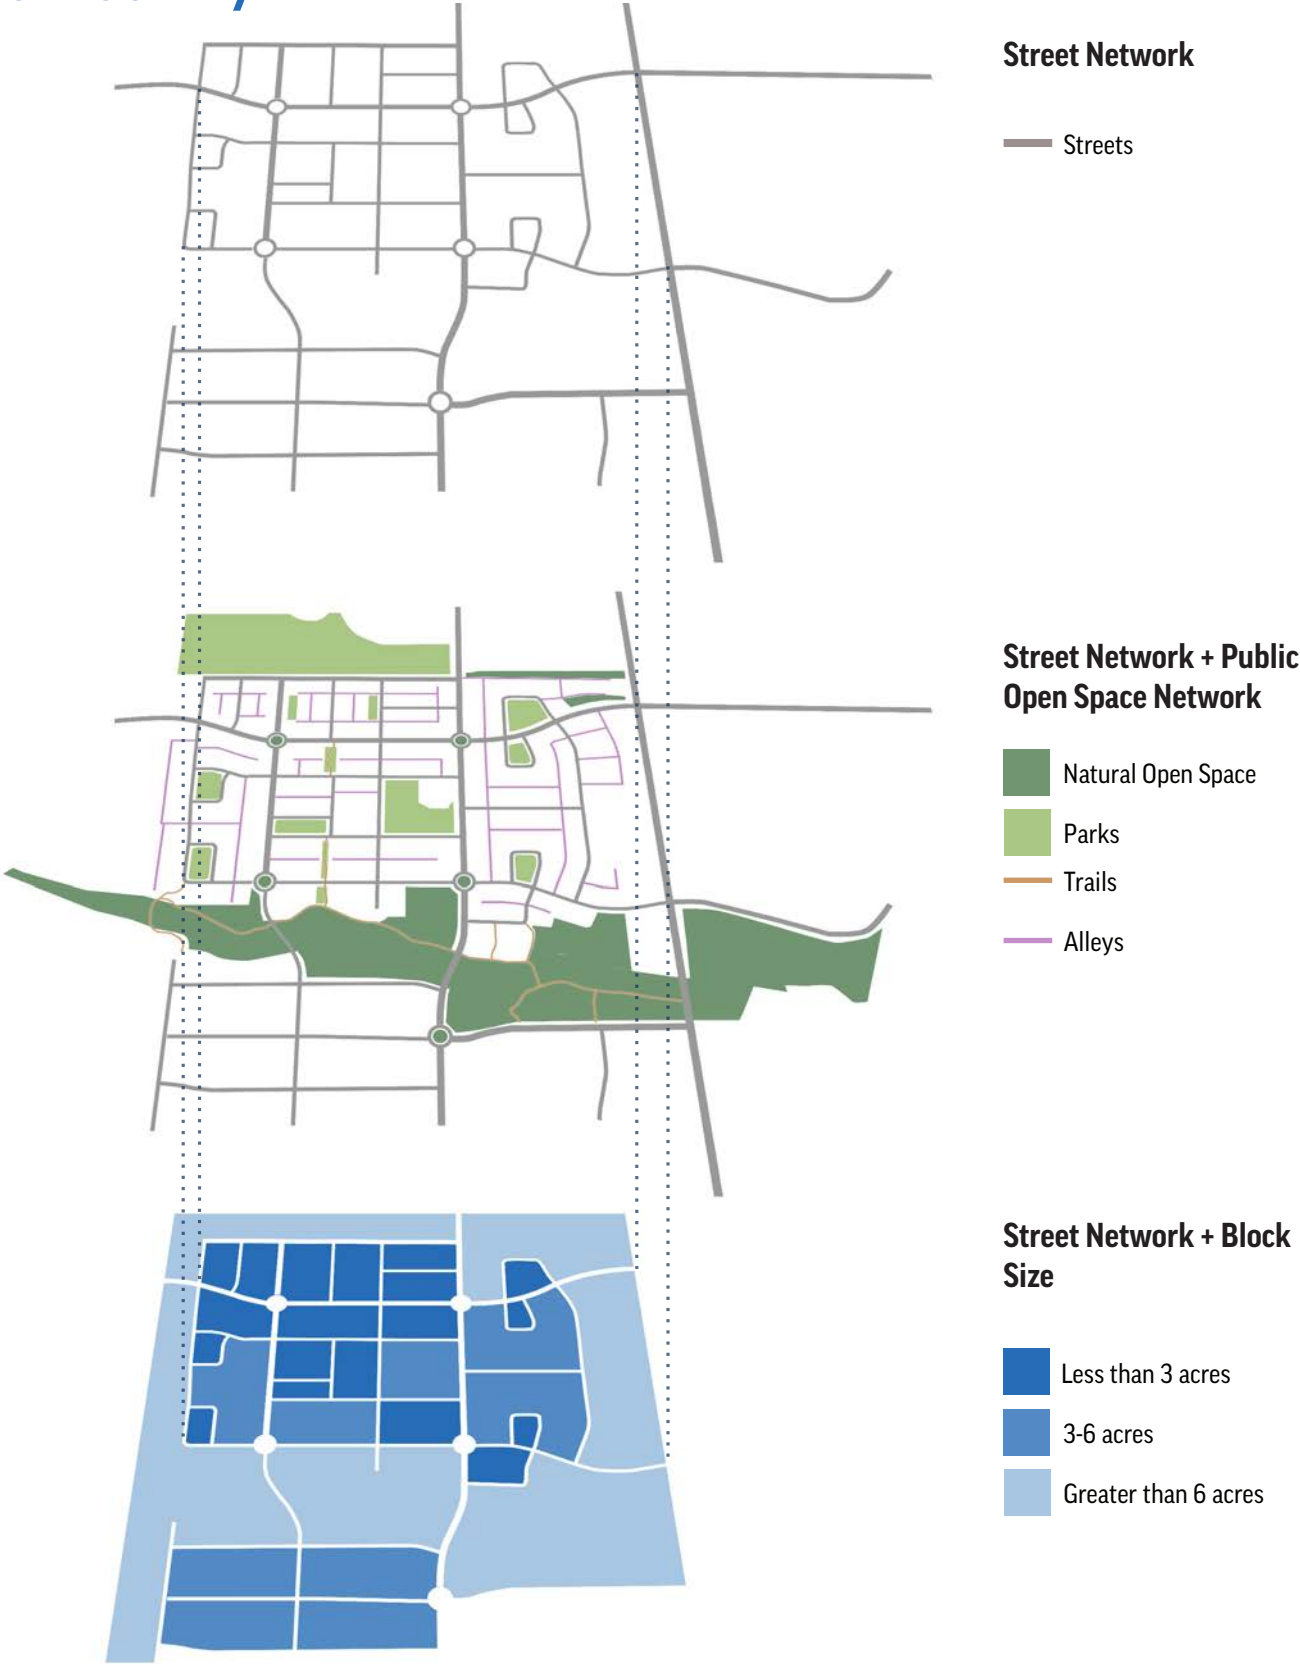 Street Network
Streets
Street Network + Public
Open Space Network
Natural Open Space
Parks
Trails
Alleys
Street Network + Block
Size
Less than 3 acres
3-6 acres
Greater than 6 acres